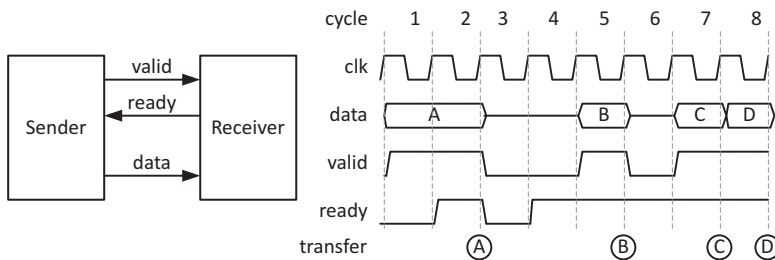 cycle 1 2 3 4 5 6 7 8
clk
valid
ready
data
Sender
Receiver
data A B C D
valid
ready
transfer A B C D